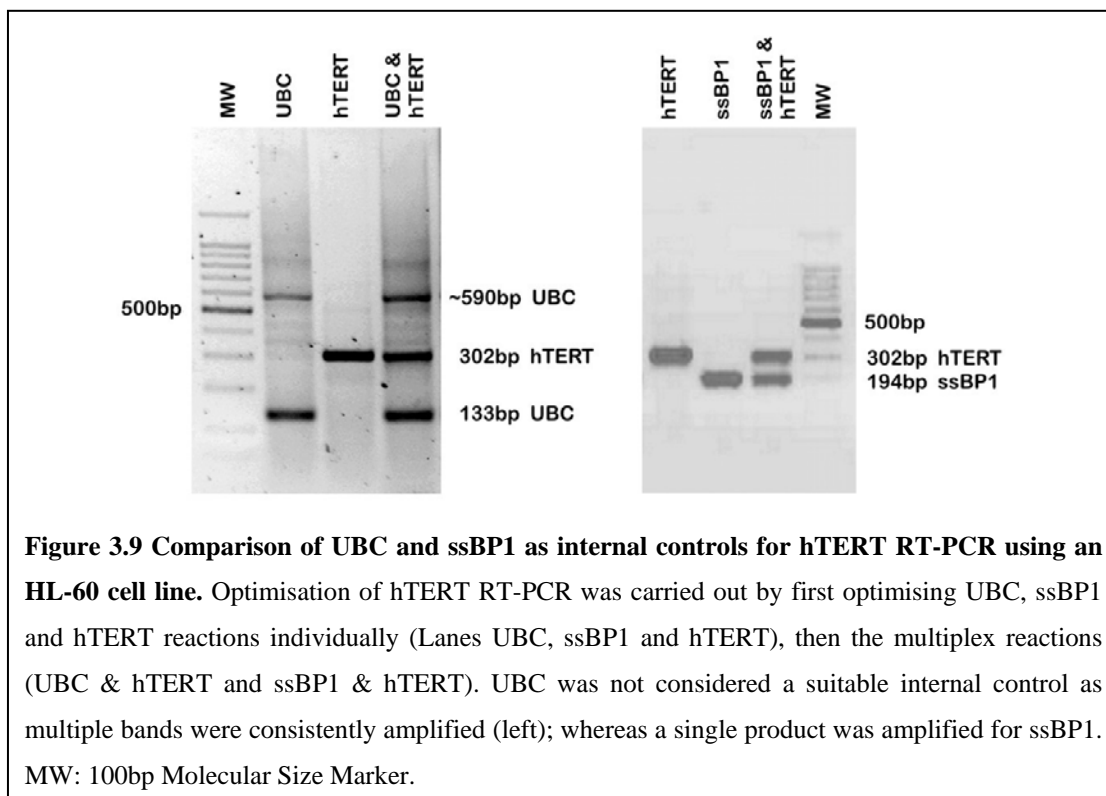 MW
UBC
hTERT
UBC &
hTERT
500bp
~590bp UBC
302bp hTERT
133bp UBC
hTERT
ssBP1
ssBP1 &
hTERT
MW
500bp
302bp hTERT
194bp ssBP1
Figure 3.9 Comparison of UBC and ssBP1 as internal controls for hTERT RT-PCR using an
HL-60 cell line. Optimisation of hTERT RT-PCR was carried out by first optimising UBC, ssBP1
and hTERT reactions individually (Lanes UBC, ssBP1 and hTERT), then the multiplex reactions
(UBC & hTERT and ssBP1 & hTERT). UBC was not considered a suitable internal control as
multiple bands were consistently amplified (left); whereas a single product was amplified for ssBP1.
MW: 100bp Molecular Size Marker.